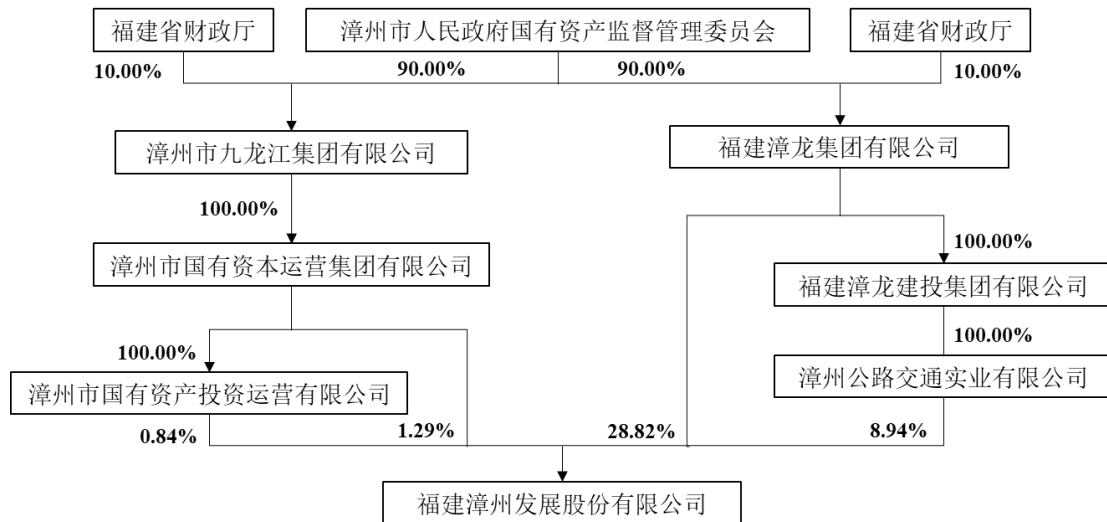 福建省财政厅
漳州市人民政府国有资产监督管理委员会
福建省财政厅
10.00%
90.00%
90.00%
10.00%
漳州市九龙江集团有限公司
福建漳龙集团有限公司
100.00%
漳州市国有资本运营集团有限公司
100.00%
福建漳龙建投集团有限公司
100.00%
100.00%
漳州市国有资产投资运营有限公司
漳州公路交通实业有限公司
0.84%
1.29%
28.82%
8.94%
福建漳州发展股份有限公司